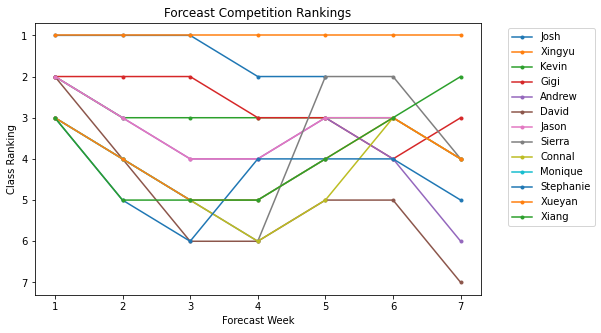 Forceast Competition Rankings
Class Ranking
1
2
3
4
5
6
7
1 2 3 4 5 6 7
Forecast Week
Josh
Xingyu
Kevin
Gigi
Andrew
David
Jason
Sierra
Connal
Monique
Stephanie
Xueyan
Xiang